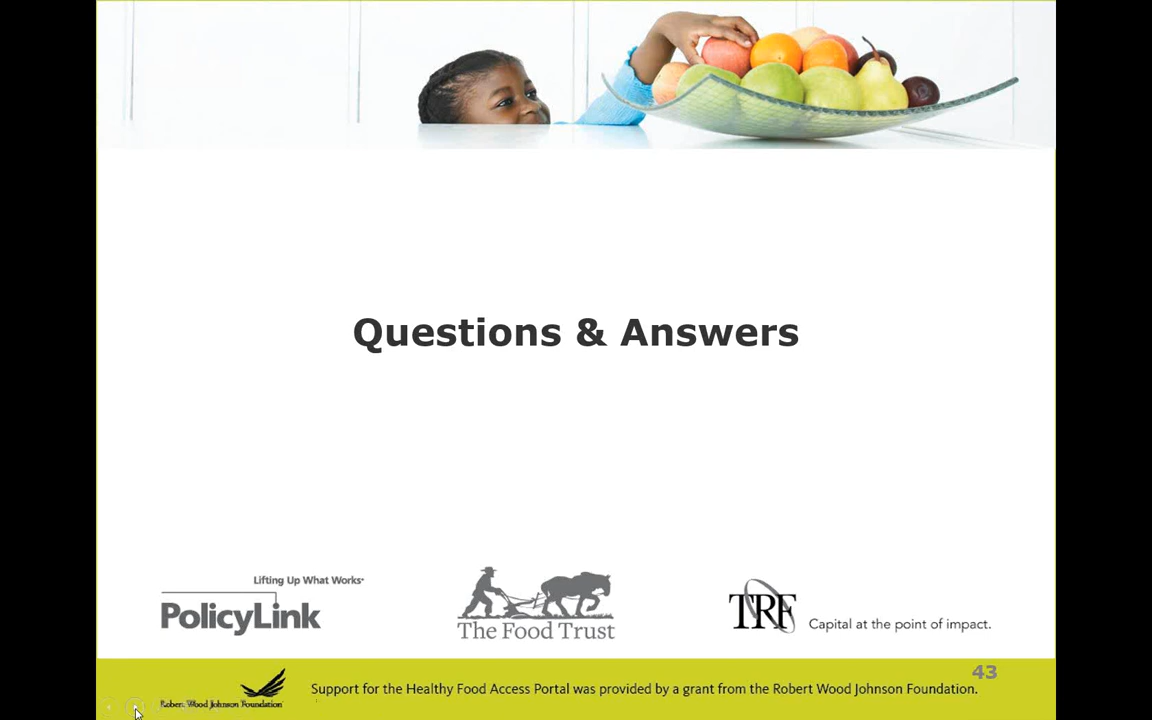 Questions & Answers
Lifting Up What Works
PolicyLink
The Food Trust
TRF
Capital at the point of impact.
43
Robert Wood Johnson Foundation
Support for the Healthy Food Access Portal was provided by a grant from the Robert Wood Johnson Foundation.